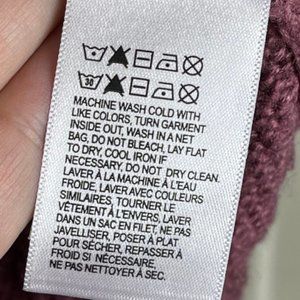 30
MACHINE WASH COLD WITH
LIKE COLORS, TURN GARMENT
INSIDE OUT, WASH IN A NET
BAG, DO NOT BLEACH, LAY FLAT
TO DRY, COOL IRON IF
NECESSARY, DO NOT DRY CLEAN.
LAVER À LA MACHINE À L'EAU
FROIDE, LAVER AVEC COULEURS
SIMILAIRES, TOURNER LE
VÊTEMENT À L'ENVERS, LAVER
DANS UN SAC EN FILET, NE PAS
JAVELLISER, POSER À PLAT
POUR SÉCHER, REPASSER À
FROID SI NÉCESSAIRE,
NE PAS NETTOYER À SEC.